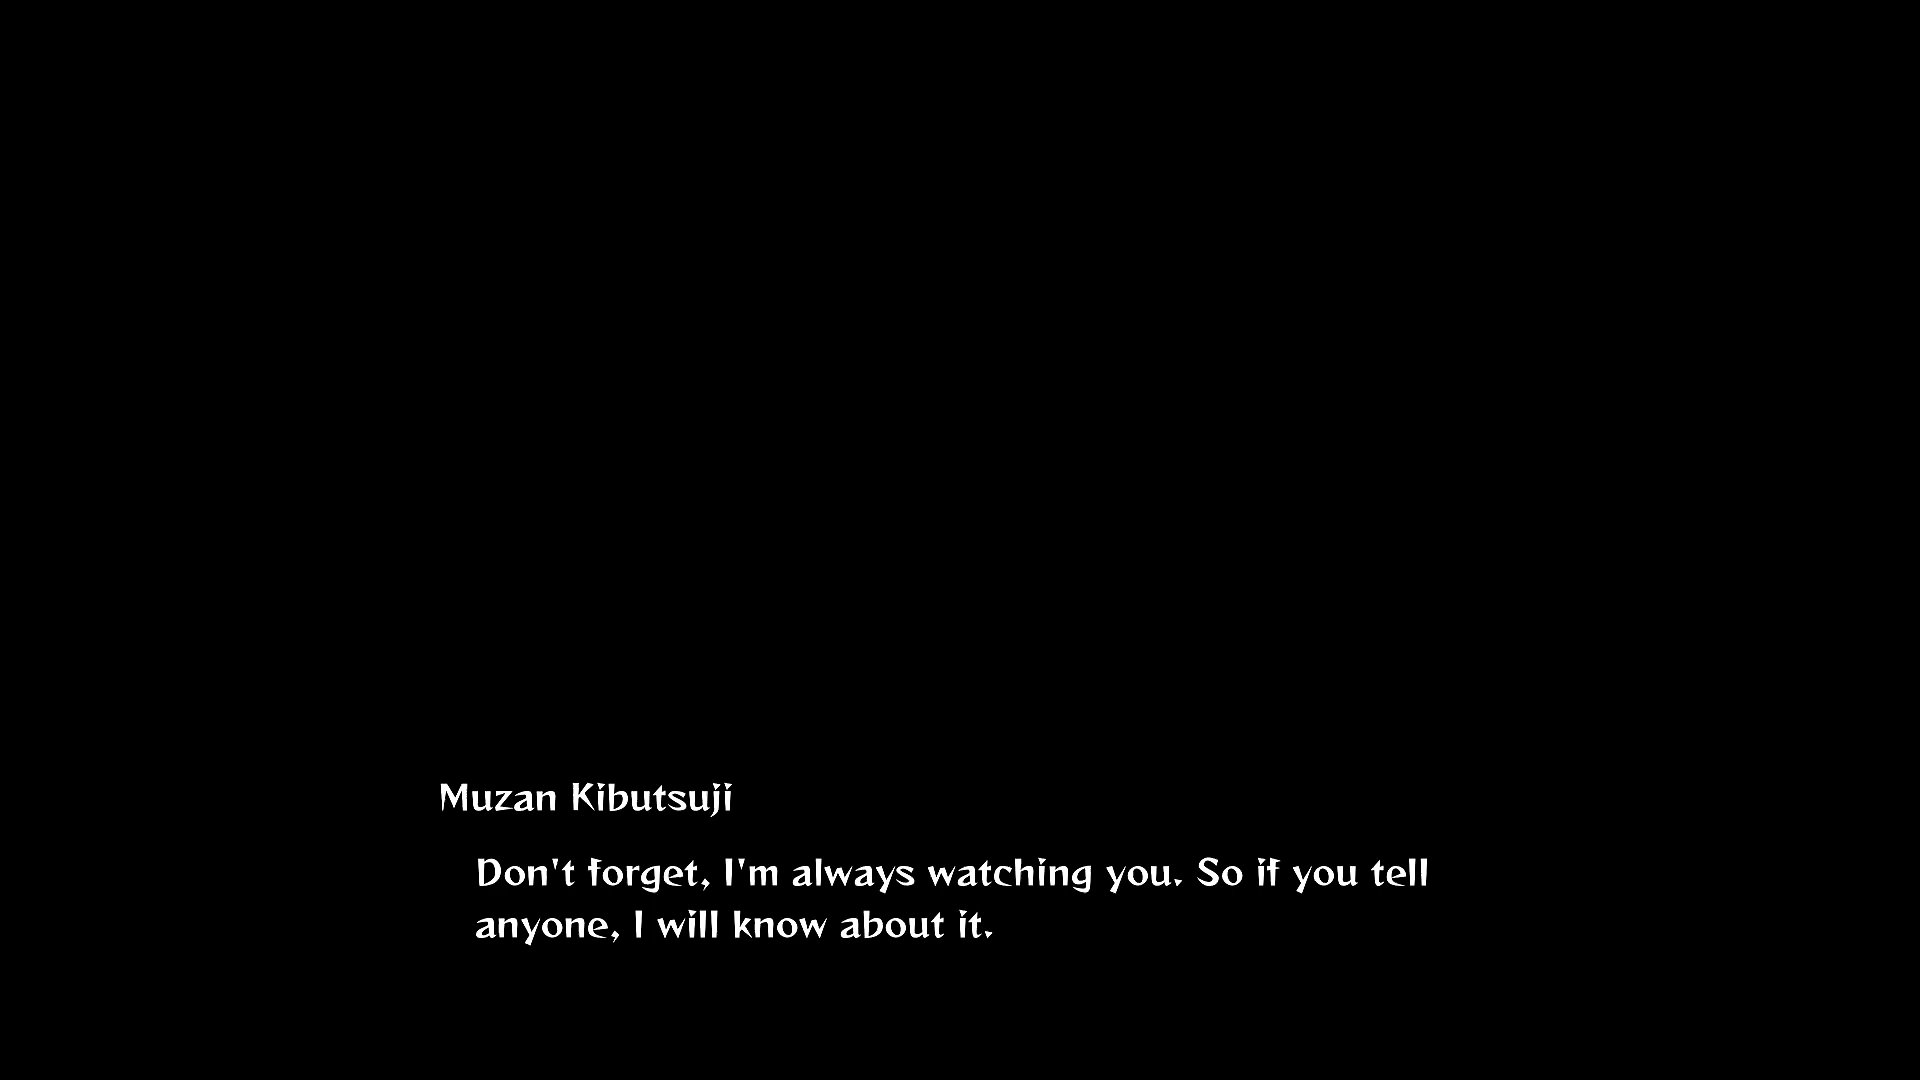 Muzan Kibutsuji
Don't forget, I'm always watching you. So if you tell
anyone, I will know about it.